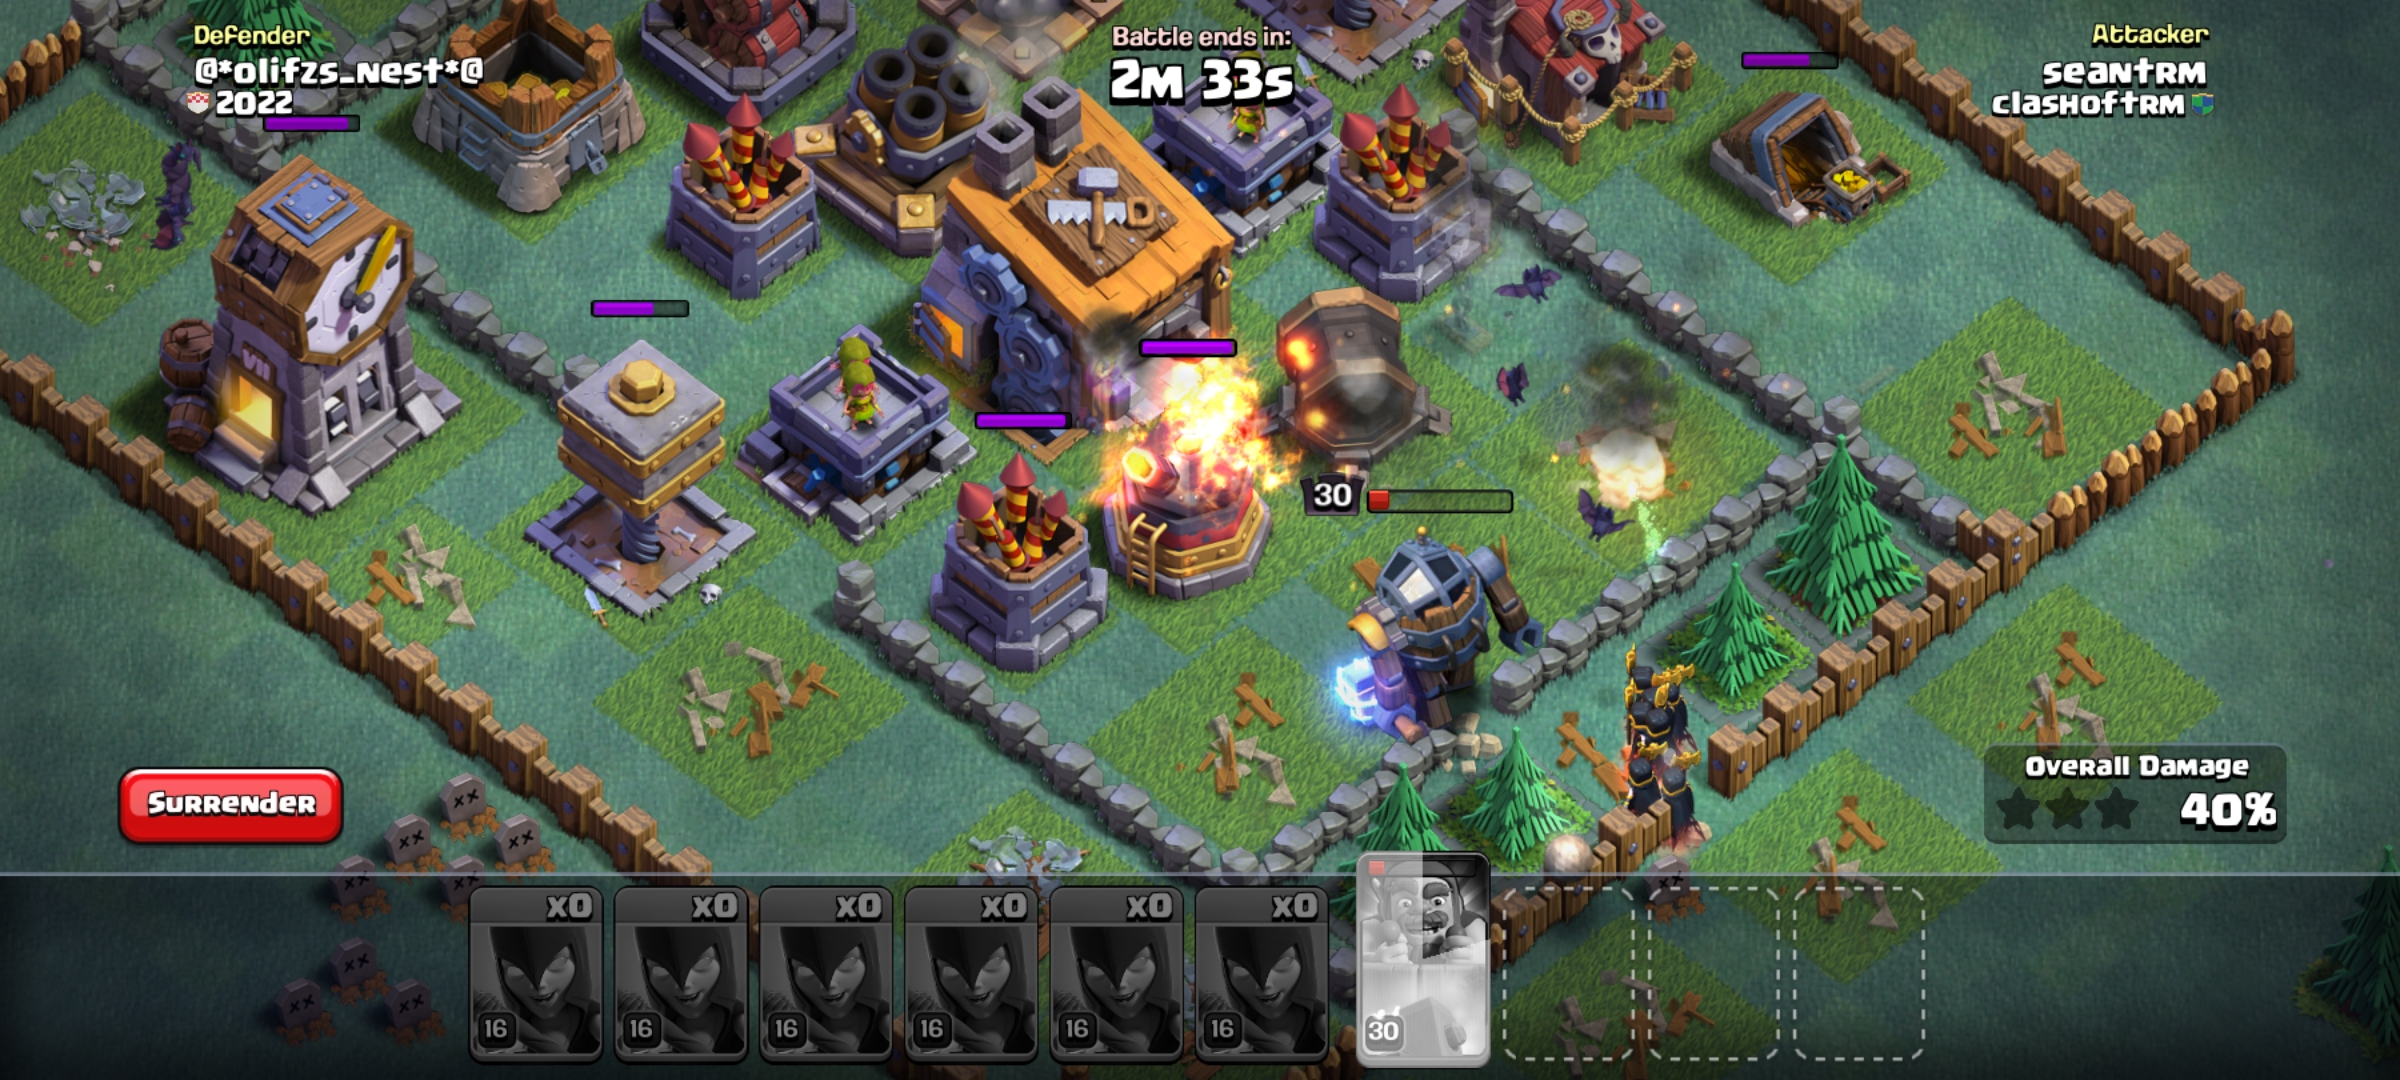 Defender
@*olifzs_nest*@
2022
Battle ends in:
2M 33s
Attacker
seantRM
clashoftRM
VII
D
30
Surrender
Overall Damage
40%
x0
x0
x0
x0
x0
x0
16
16
16
16
16
16
30